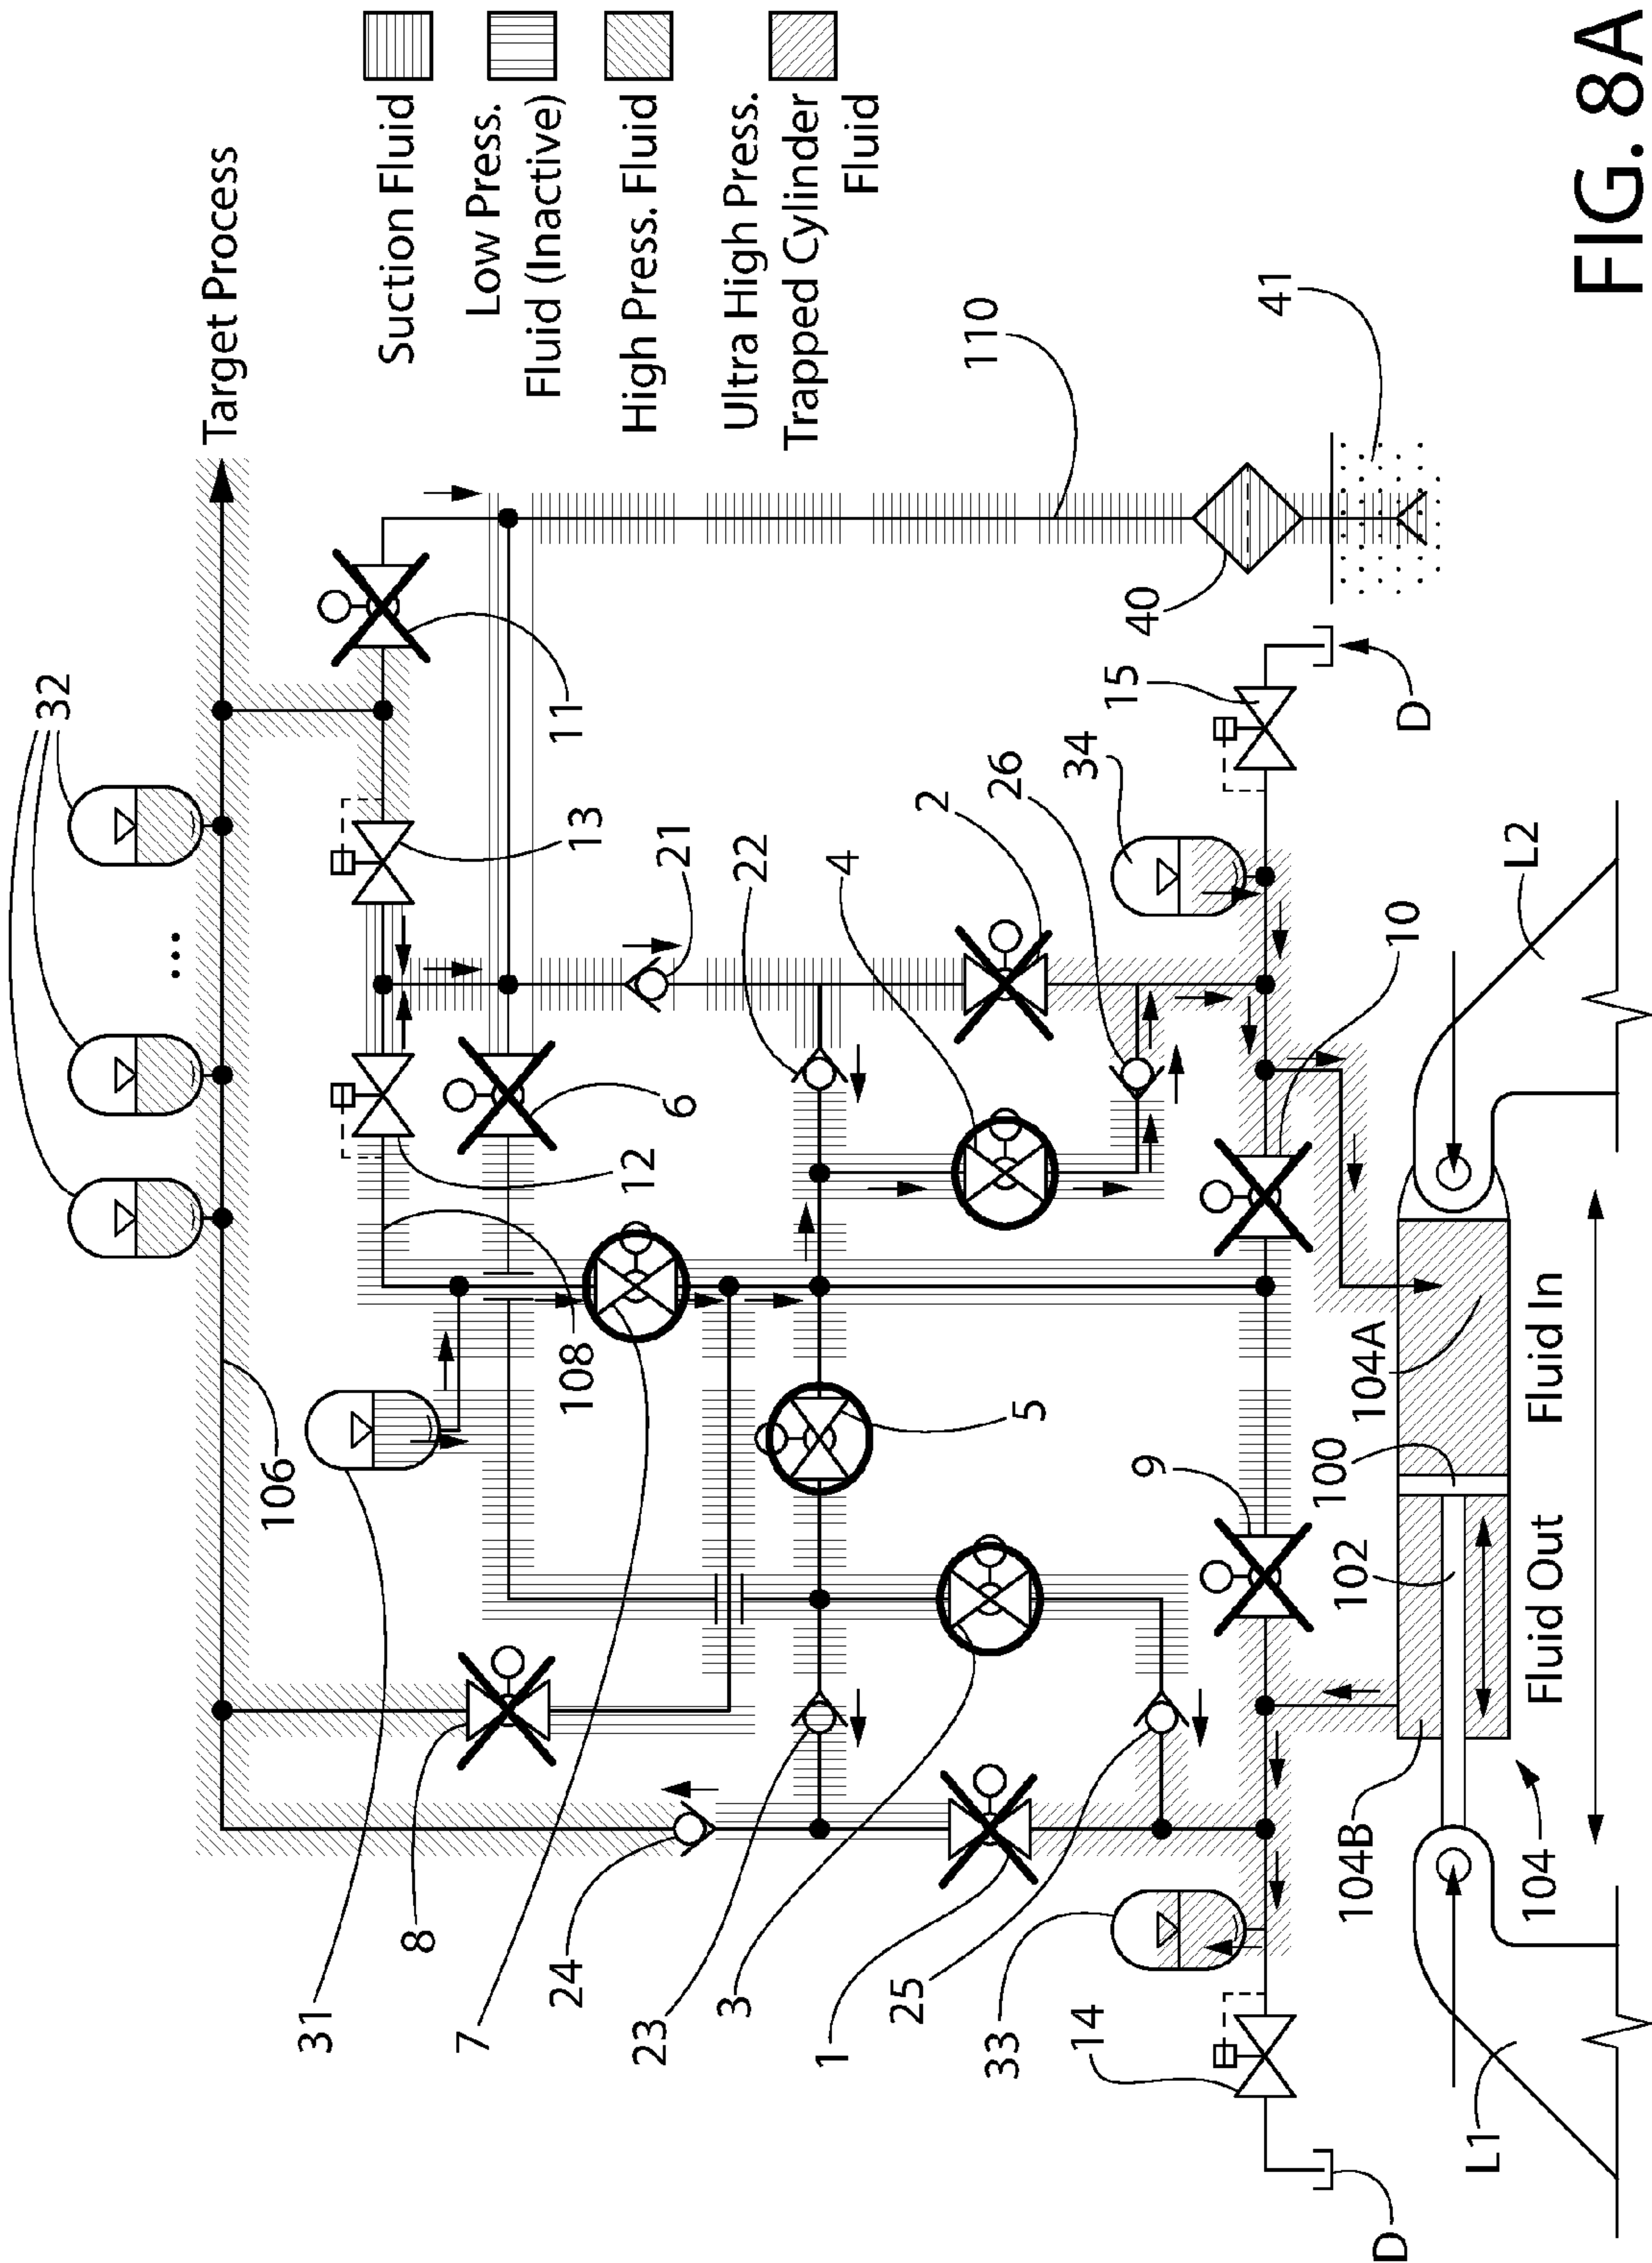 Target Process
Suction Fluid
Low Press.
Fluid (Inactive)
High Press. Fluid
Ultra High Press.
Trapped Cylinder
Fluid
32
...
106
31
108
12
6
11
13
21
22
4
2
26
34
15
D
10
L2
110
40
41
8
7
24
23
3
1
25
33
14
D
L1
5
9
102
100
104A
104B
104
Fluid Out
Fluid In
FIG. 8A